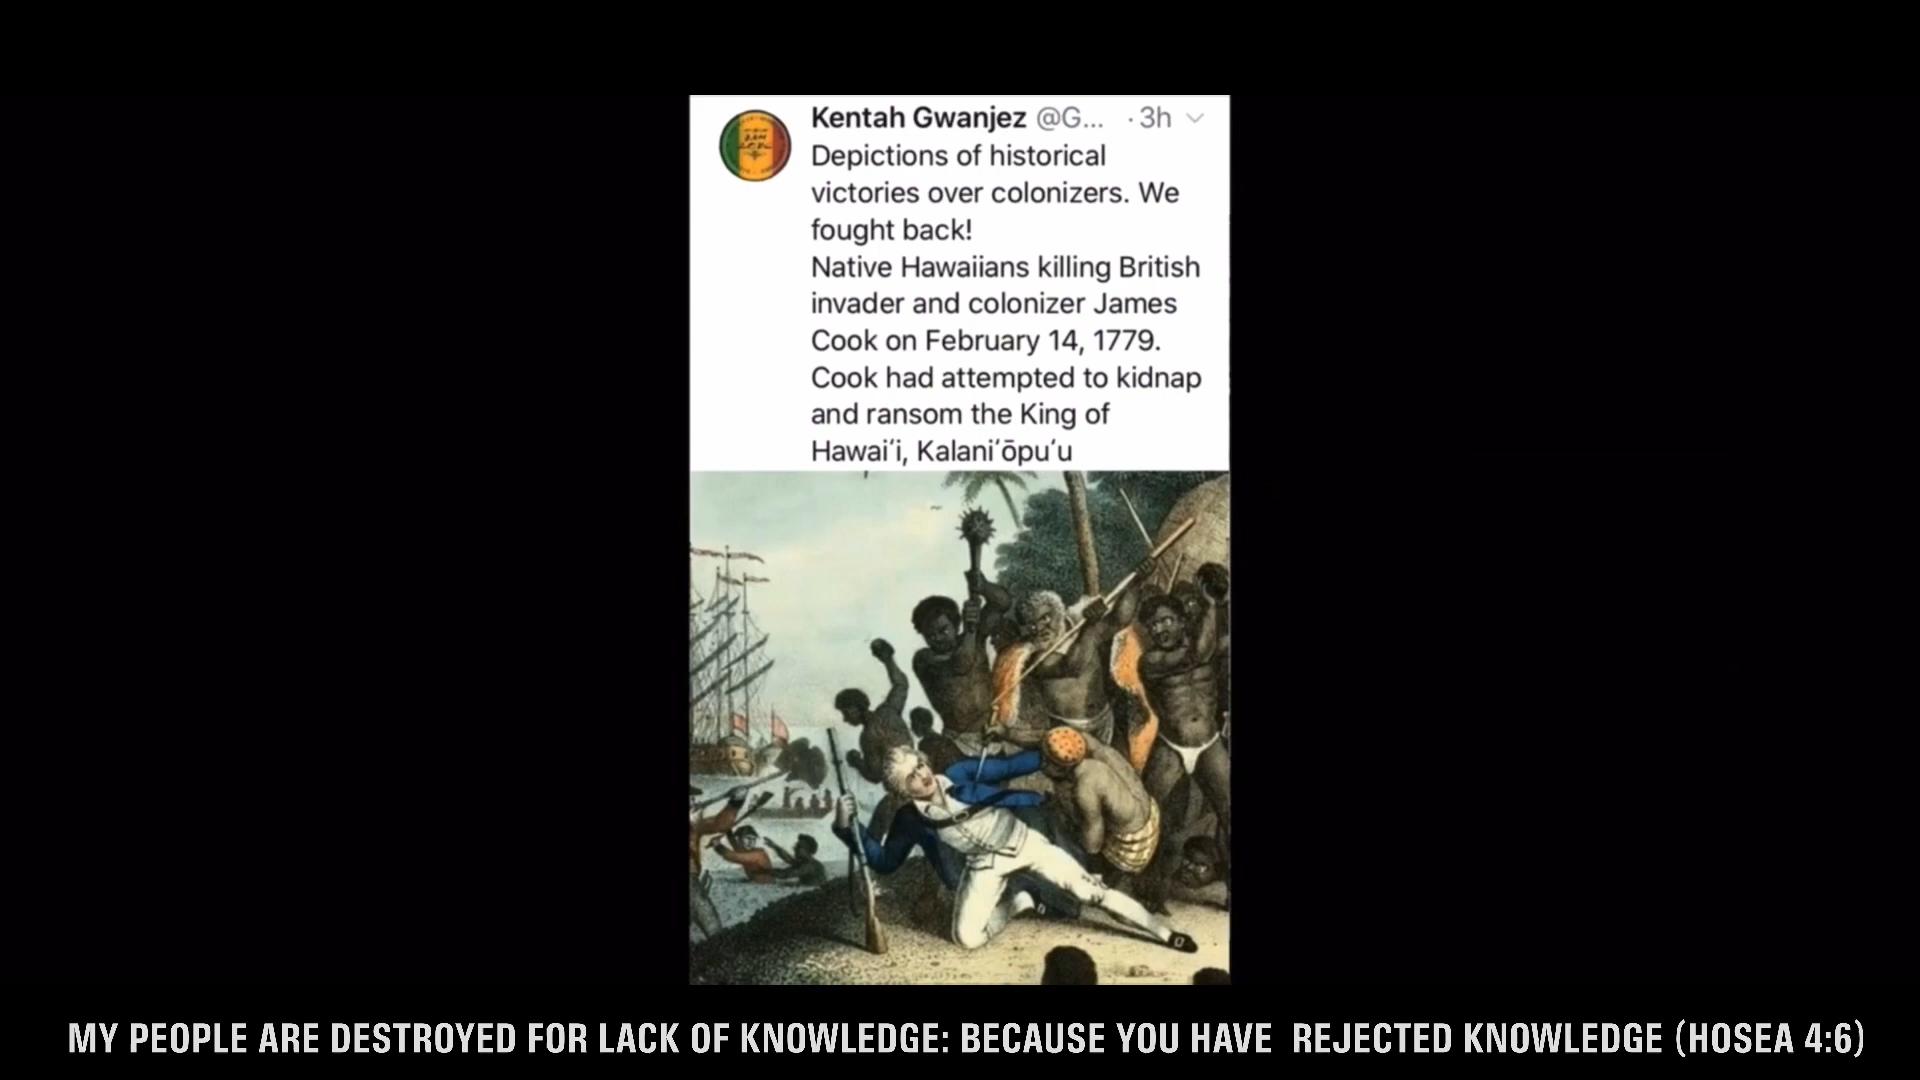 Kentah Gwanjez @G... · 3h
Depictions of historical
victories over colonizers. We
fought back!
Native Hawaiians killing British
invader and colonizer James
Cook on February 14, 1779.
Cook had attempted to kidnap
and ransom the King of
Hawaiʻi, Kalaniʻōpuʻu
MY PEOPLE ARE DESTROYED FOR LACK OF KNOWLEDGE: BECAUSE YOU HAVE REJECTED KNOWLEDGE (HOSEA 4:6)